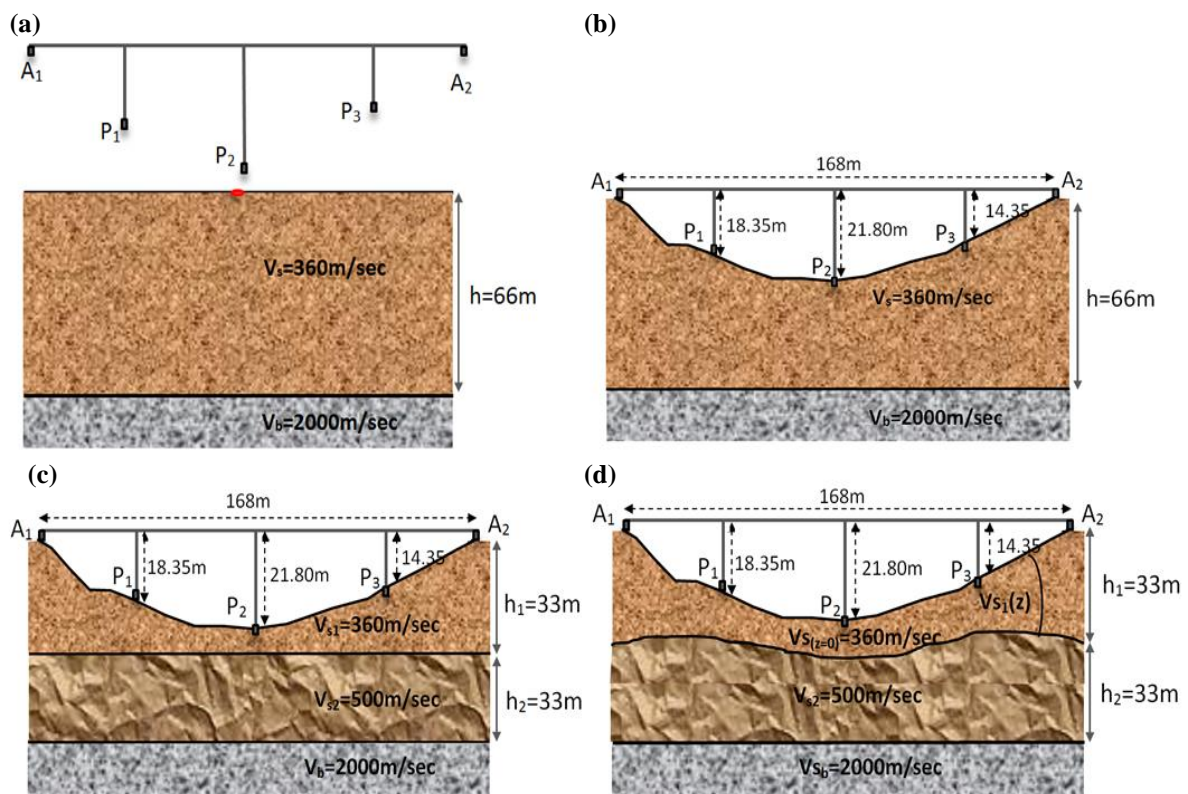 (a)
A₁
A₂
P₁
P₂
P₃
Vₛ=360m/sec
h=66m
V_b=2000m/sec
(b)
168m
A₁
A₂
P₁
18.35m
P₂
21.80m
P₃
14.35
Vₛ=360m/sec
h=66m
V_b=2000m/sec
(c)
168m
A₁
A₂
P₁
18.35m
P₂
21.80m
P₃
14.35
Vₛ₁=360m/sec
h₁=33m
Vₛ₂=500m/sec
h₂=33m
V_b=2000m/sec
(d)
168m
A₁
A₂
P₁
18.35m
P₂
21.80m
P₃
14.35
Vs₁(z)
Vs₍z=0₎=360m/sec
h₁=33m
Vₛ₂=500m/sec
h₂=33m
Vs_b=2000m/sec